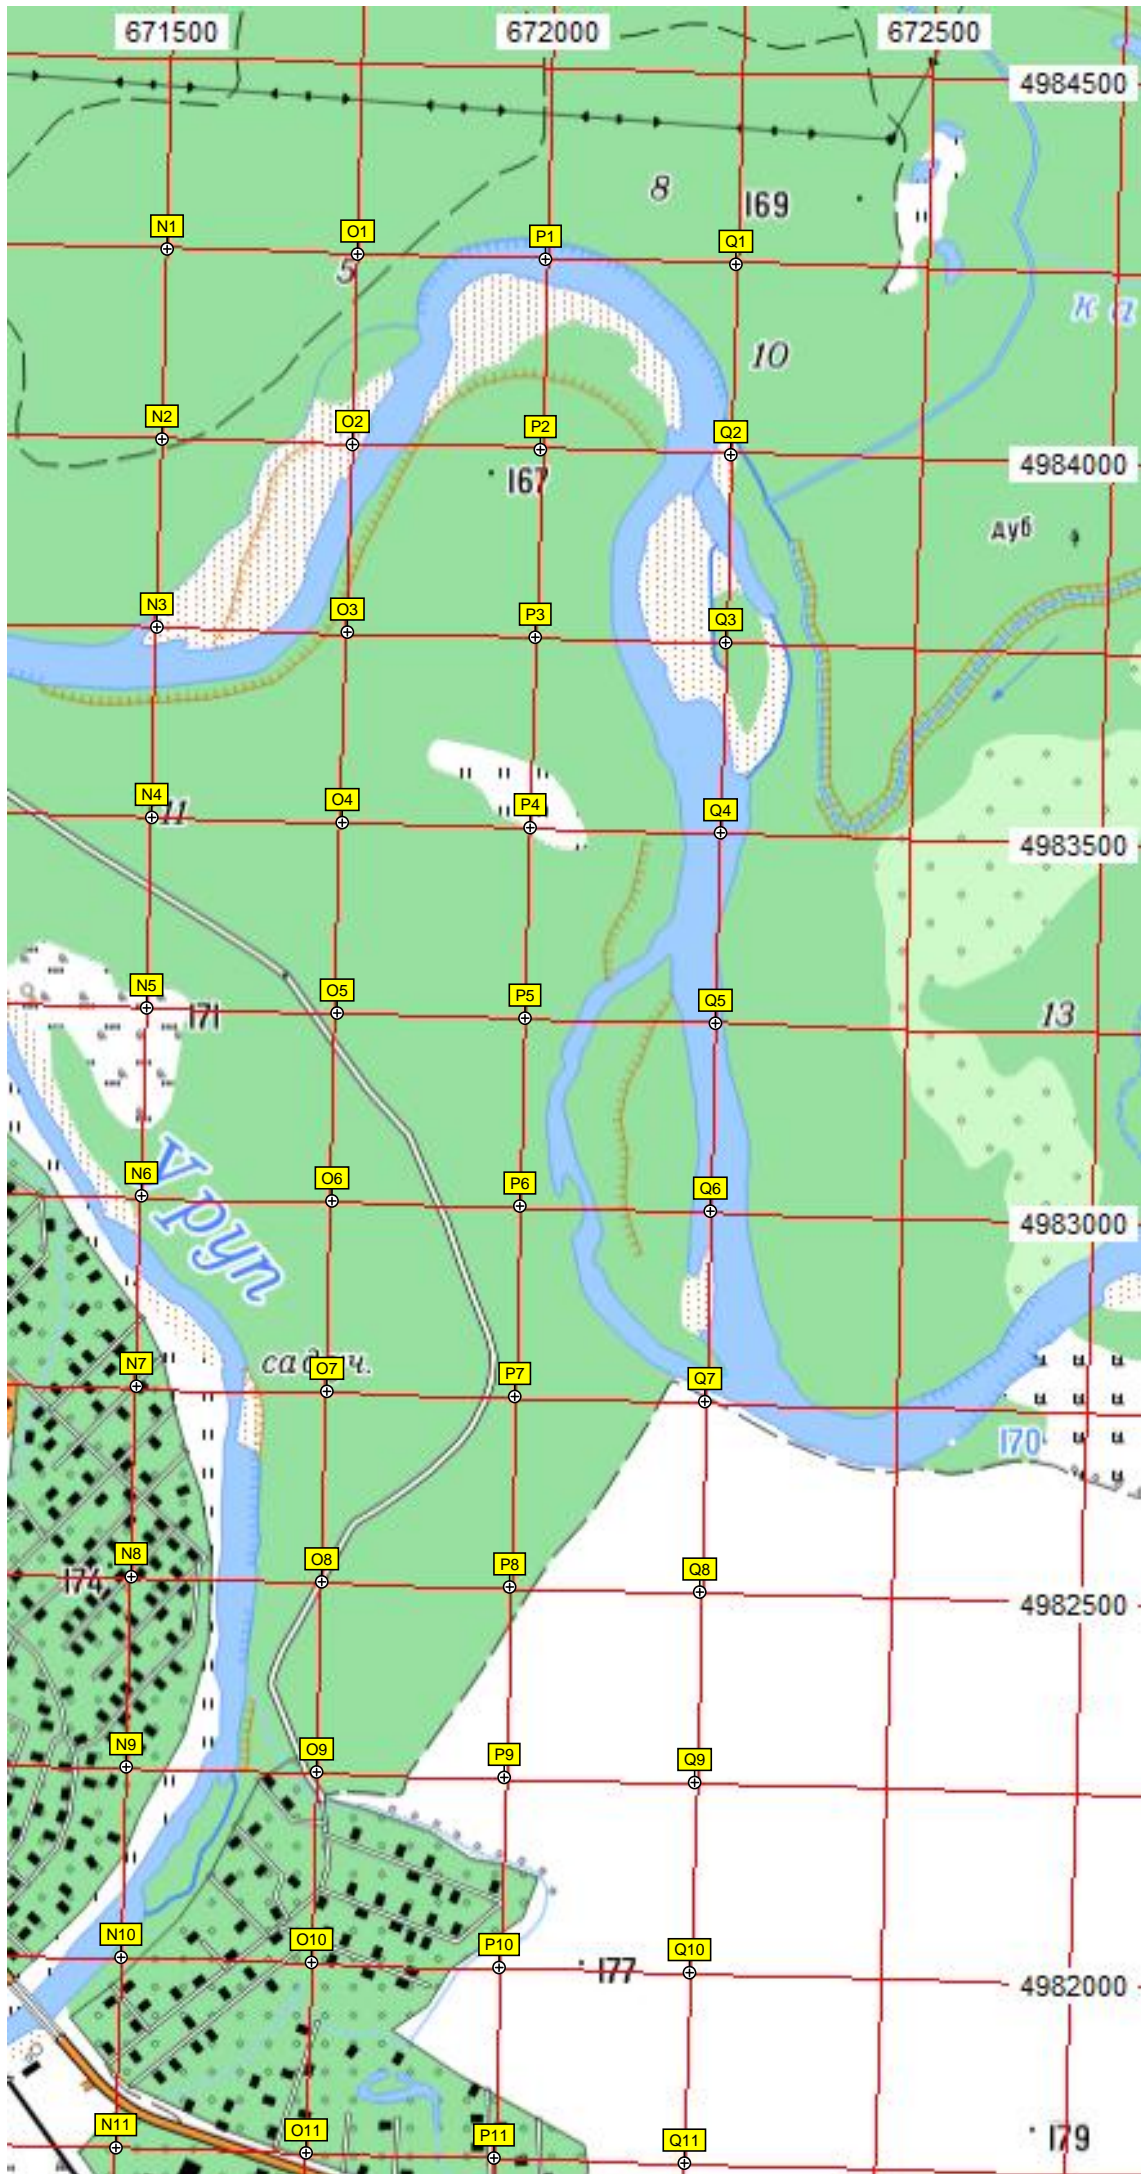 671500 672000 672500
4984500
8
169
N1 O1 P1 Q1
5
к а
10
N2 O2 P2 Q2
4984000
167
дуб
N3 O3 P3 Q3
N4 O4 P4 Q4
11
4983500
N5 O5 P5 Q5
171
13
Уруп
N6 O6 P6 Q6
4983000
N7 O7 P7 Q7
170
N8 O8 P8 Q8
174
4982500
N9 O9 P9 Q9
N10 O10 P10 Q10
177
4982000
N11 O11 P11 Q11
179